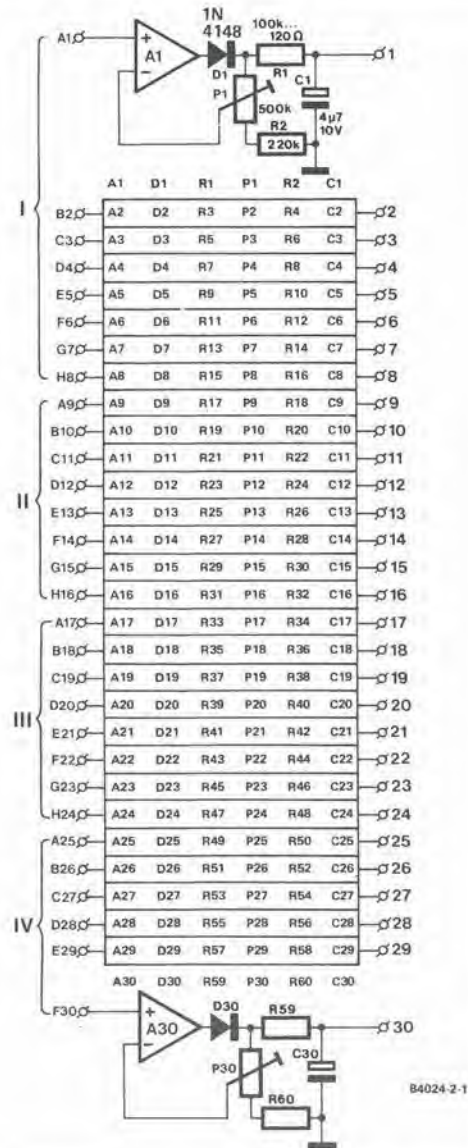 1N
4148
100k...
120 Ω
A1
+
A1
−
D1
R1
C1
1
P1
500k
4μ7
10V
R2
220k
I
A1 D1 R1 P1 R2 C1
B2 A2 D2 R3 P2 R4 C2 2
C3 A3 D3 R5 P3 R6 C3 3
D4 A4 D4 R7 P4 R8 C4 4
E5 A5 D5 R9 P5 R10 C5 5
F6 A6 D6 R11 P6 R12 C6 6
G7 A7 D7 R13 P7 R14 C7 7
H8 A8 D8 R15 P8 R16 C8 8
II
A9 A9 D9 R17 P9 R18 C9 9
B10 A10 D10 R19 P10 R20 C10 10
C11 A11 D11 R21 P11 R22 C11 11
D12 A12 D12 R23 P12 R24 C12 12
E13 A13 D13 R25 P13 R26 C13 13
F14 A14 D14 R27 P14 R28 C14 14
G15 A15 D15 R29 P15 R30 C15 15
H16 A16 D16 R31 P16 R32 C16 16
III
A17 A17 D17 R33 P17 R34 C17 17
B18 A18 D18 R35 P18 R36 C18 18
C19 A19 D19 R37 P19 R38 C19 19
D20 A20 D20 R39 P20 R40 C20 20
E21 A21 D21 R41 P21 R42 C21 21
F22 A22 D22 R43 P22 R44 C22 22
G23 A23 D23 R45 P23 R46 C23 23
H24 A24 D24 R47 P24 R48 C24 24
IV
A25 A25 D25 R49 P25 R50 C25 25
B26 A26 D26 R51 P26 R52 C26 26
C27 A27 D27 R53 P27 R54 C27 27
D28 A28 D28 R55 P28 R56 C28 28
E29 A29 D29 R57 P29 R58 C29 29
A30 D30 R59 P30 R60 C30
F30
+
A30
−
D30
R59
30
P30
C30
R60
84024-2-1